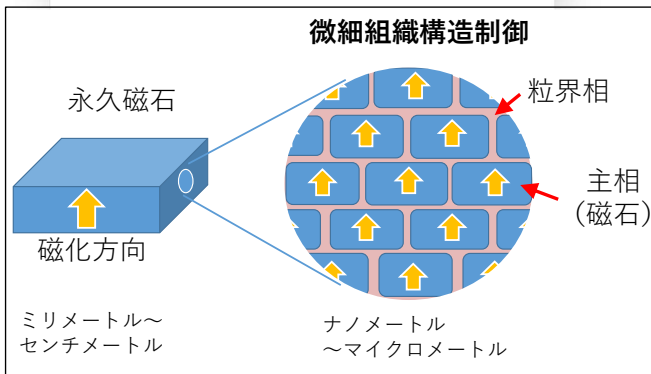 微細組織構造制御
永久磁石
粒界相
主相
(磁石)
磁化方向
ミリメートル～
センチメートル
ナノメートル
～マイクロメートル